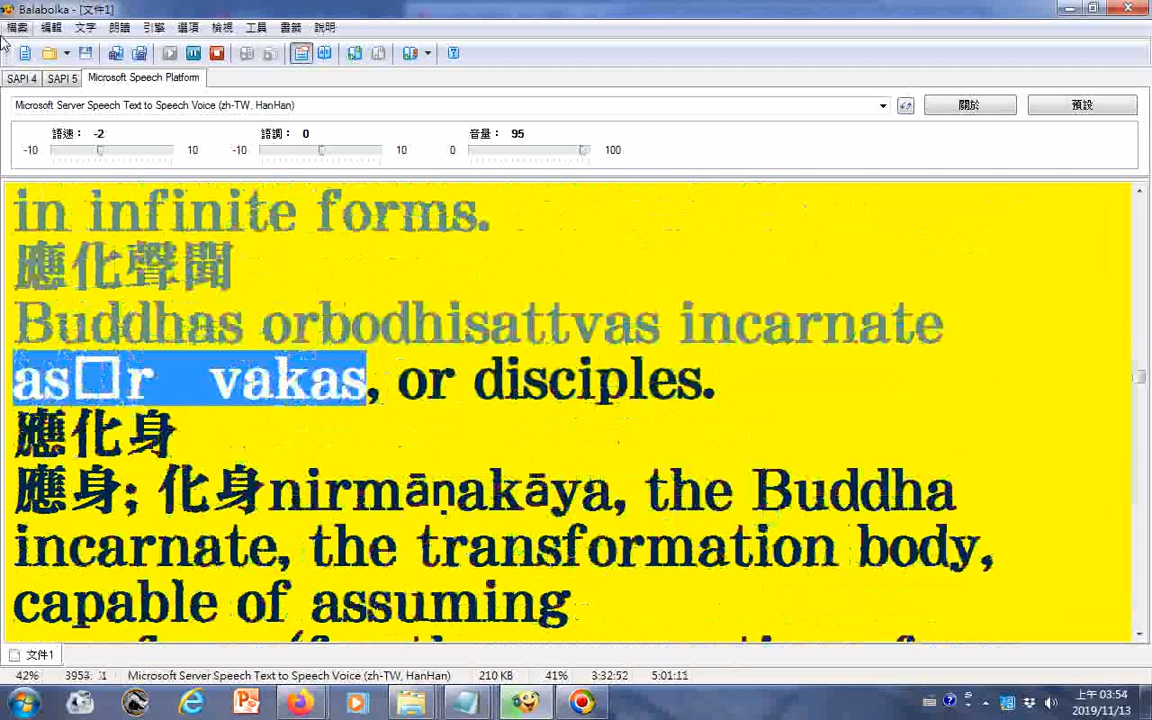 Balabolka - [文件1]
檔案 編輯 文字 朗讀 引擎 選項 檢視 工具 書籤 說明
SAPI 4 SAPI 5 Microsoft Speech Platform
Microsoft Server Speech Text to Speech Voice (zh-TW, HanHan) 關於 預設
語速： -2 語調： 0 音量： 95
-10 10 -10 10 0 100
in infinite forms.
應化聲聞
Buddhas orbodhisattvas incarnate
as□r vakas, or disciples.
應化身
應身; 化身nirmāṇakāya, the Buddha
incarnate, the transformation body,
capable of assuming
文件1
42% Microsoft Server Speech Text to Speech Voice (zh-TW, HanHan) 210 KB 41% 3:32:52 5:01:11
上午 03:54
2019/11/13